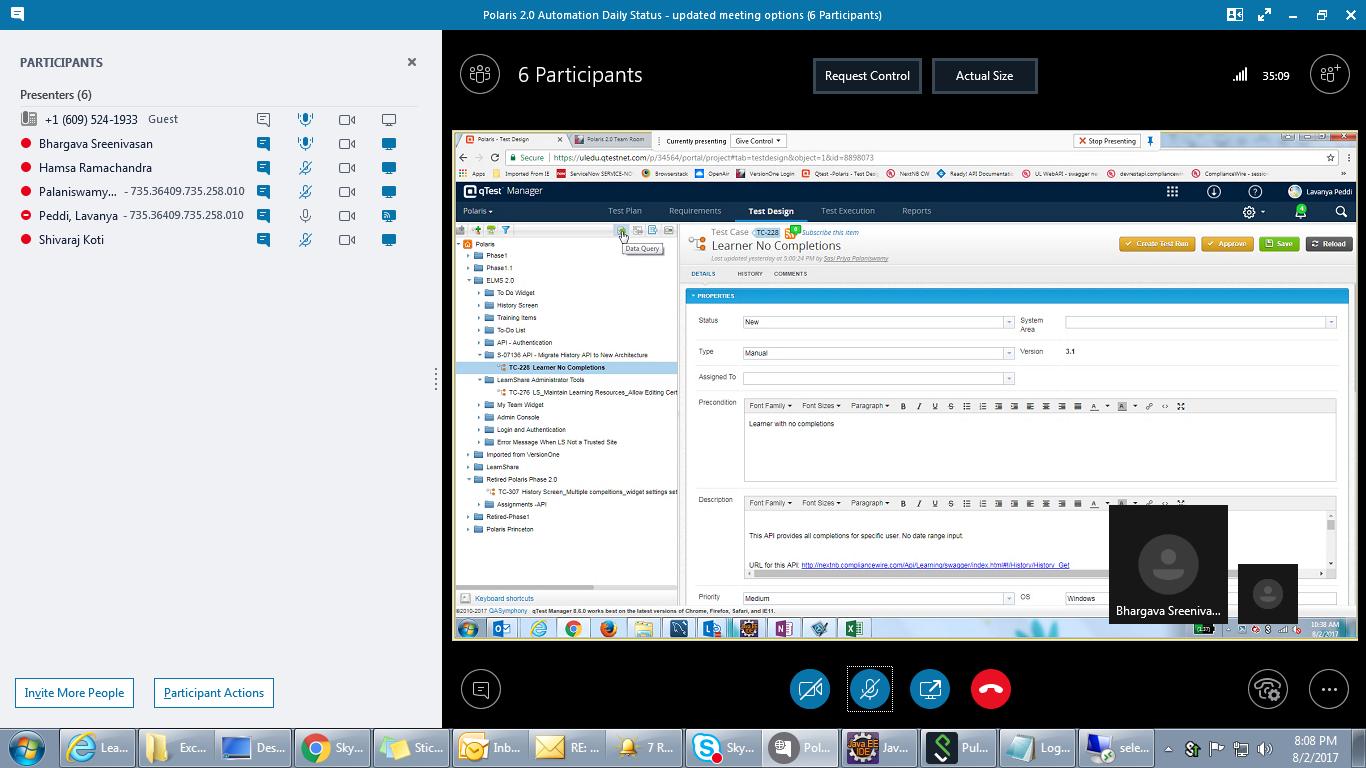 Polaris 2.0 Automation Daily Status - updated meeting options (6 Participants)
PARTICIPANTS
Presenters (6)
+1 (609) 524-1933 Guest
Bhargava Sreenivasan
Hamsa Ramachandra
Palaniswamy... - 735.36409.735.258.010
Peddi, Lavanya - 735.36409.735.258.010
Shivaraj Koti
Invite More People
Participant Actions
6 Participants
Request Control
Actual Size
35:09
Polaris - Test Design
Polaris 2.0 Team Room
Currently presenting
Give Control
Stop Presenting
Secure
https://uledu.qtestnet.com/p/34564/portal/project#tab=testdesign&object=1&id=8898073
Apps
Imported From IE
ServiceNow SERVICE-NO
Browserstack
OpenAir
VersionOne Login
Qtest -Polaris - Test Des
NextNB CW
Ready! API Documentati
UL WebAPI - swagger n
devrestapi.compliancewi
ComplianceWire - sessio
qTest Manager
Lavanya Peddi
Polaris
Test Plan
Requirements
Test Design
Test Execution
Reports
4
Data Query
Polaris
Phase1
Phase1.1
ELMS 2.0
To Do Widget
History Screen
Training Items
To-Do List
API - Authentication
S-07136 API - Migrate History API to New Architecture
TC-228 Learner No Completions
LearnShare Administrator Tools
TC-276 LS_Maintain Learning Resources_Allow Editing Cert
My Team Widget
Admin Console
Login and Authentication
Error Message When LS Not a Trusted Site
Imported from VersionOne
LearnShare
Retired Polaris Phase 2.0
TC-307 History Screen_Multiple compeltions_widget settings set
Assignments -API
Retired-Phase1
Polaris Princeton
Keyboard shortcuts
Test Case
TC-228
Subscribe this item
Learner No Completions
Last updated yesterday at 5:00:24 PM by Sasi Priya Palaniswamy
Create Test Run
Approve
Save
Reload
DETAILS
HISTORY
COMMENTS
PROPERTIES
Status
New
System Area
Type
Manual
Version
3.1
Assigned To
Precondition
Font Family
Font Sizes
Paragraph
Learner with no completions
Description
Font Family
Font Sizes
Paragraph
This API provides all completions for specific user. No date range input.
URL for this API: http://nextnb.compliancewire.com/Api/Learning/swagger/index.html#!/History/History_Get
Priority
Medium
OS
Windows
©2010-2017 QASymphony qTest Manager 8.6.0 works best on the latest versions of Chrome, Firefox, Safari, and IE11.
Bhargava Sreeniva...
10:38 AM
8/2/2017
Lea...
Exc...
Des...
Sky...
Stic...
Inb...
RE: ...
7 R...
Sky...
Pol...
Jav...
Pul...
Log...
sele...
8:08 PM
8/2/2017